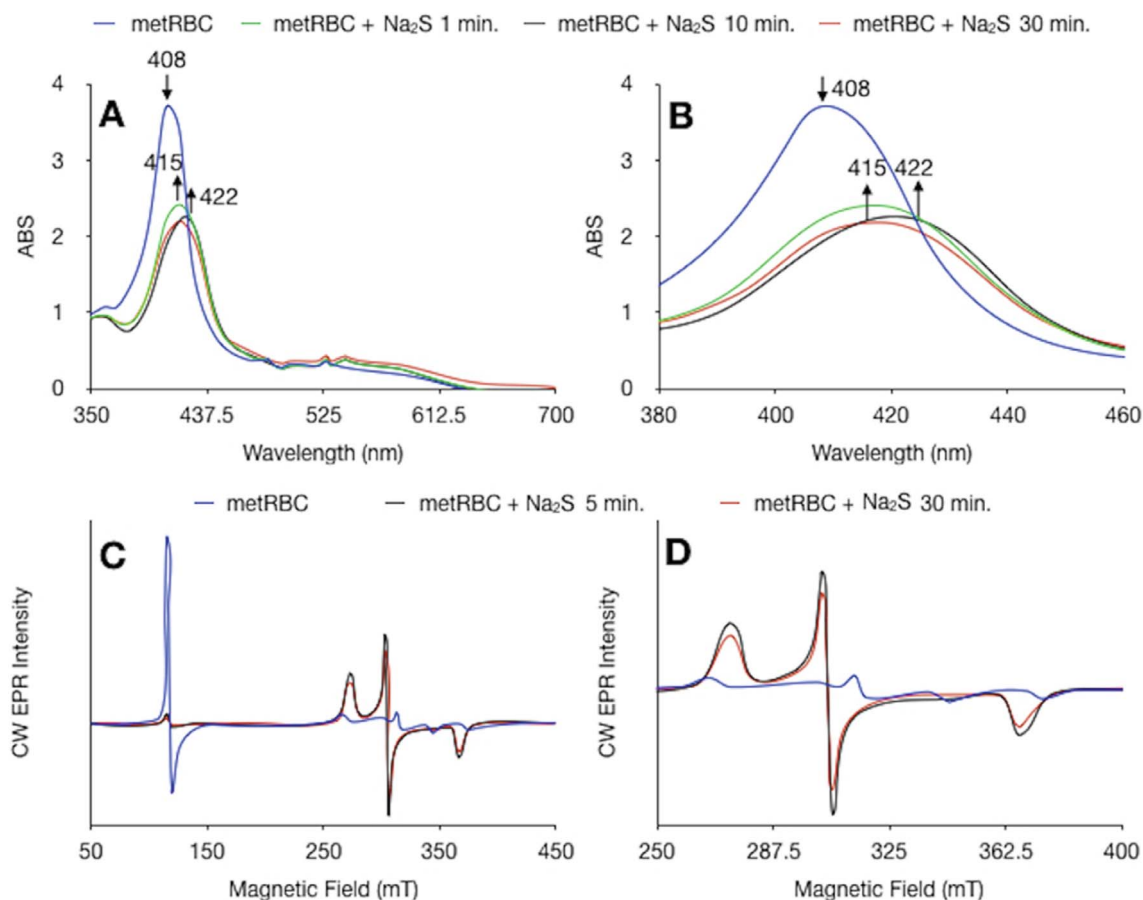 metRBC metRBC + Na₂S 1 min. metRBC + Na₂S 10 min. metRBC + Na₂S 30 min.
A
408
415
422
4
3
2
1
0
ABS
350 437.5 525 612.5 700
Wavelength (nm)
B
408
415 422
4
3
2
1
0
ABS
380 400 420 440 460
Wavelength (nm)
metRBC metRBC + Na₂S 5 min. metRBC + Na₂S 30 min.
C
CW EPR Intensity
50 150 250 350 450
Magnetic Field (mT)
D
CW EPR Intensity
250 287.5 325 362.5 400
Magnetic Field (mT)